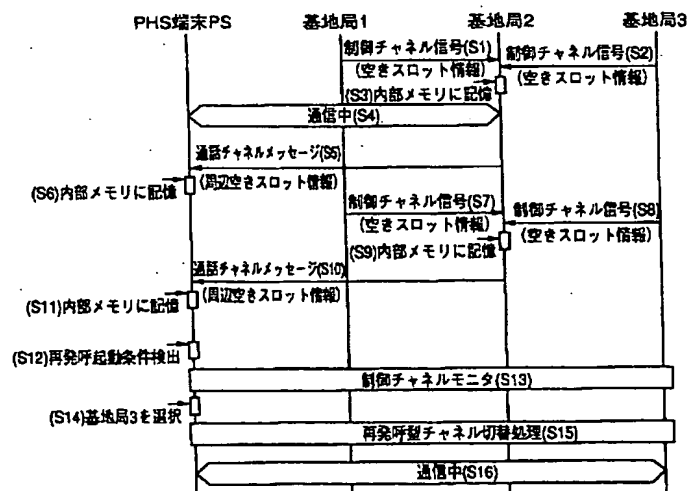 PHS端末PS 基地局1 基地局2 基地局3
制御チャネル信号(S1) 制御チャネル信号(S2)
(空きスロット情報) (空きスロット情報)
(S3)内部メモリに記憶
通信中(S4)
通話チャネルメッセージ(S5)
(周辺空きスロット情報)
(S6)内部メモリに記憶
制御チャネル信号(S7) 制御チャネル信号(S8)
(空きスロット情報) (空きスロット情報)
(S9)内部メモリに記憶
通話チャネルメッセージ(S10)
(周辺空きスロット情報)
(S11)内部メモリに記憶
(S12)再発呼起動条件検出
制御チャネルモニタ(S13)
(S14)基地局3を選択
再発呼型チャネル切替処理(S15)
通信中(S16)